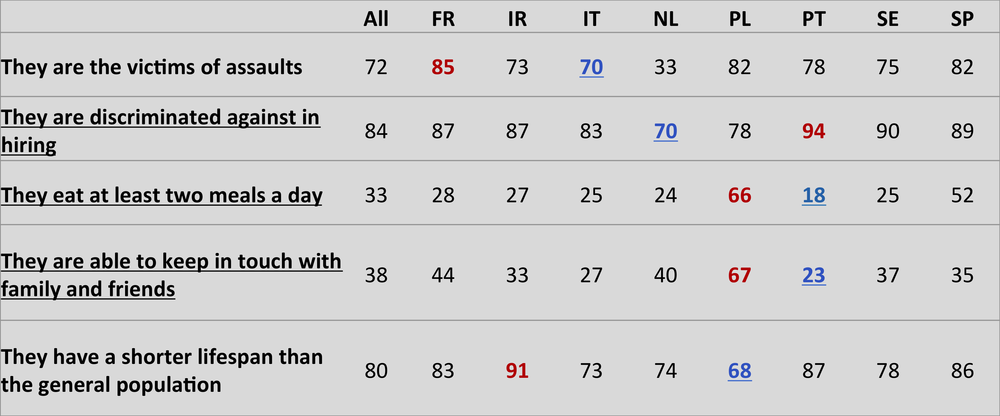 All FR IR IT NL PL PT SE SP
They are the victims of assaults 72 85 73 70 33 82 78 75 82
They are discriminated against in
hiring 84 87 87 83 70 78 94 90 89
They eat at least two meals a day 33 28 27 25 24 66 18 25 52
They are able to keep in touch with
family and friends 38 44 33 27 40 67 23 37 35
They have a shorter lifespan than
the general population 80 83 91 73 74 68 87 78 86